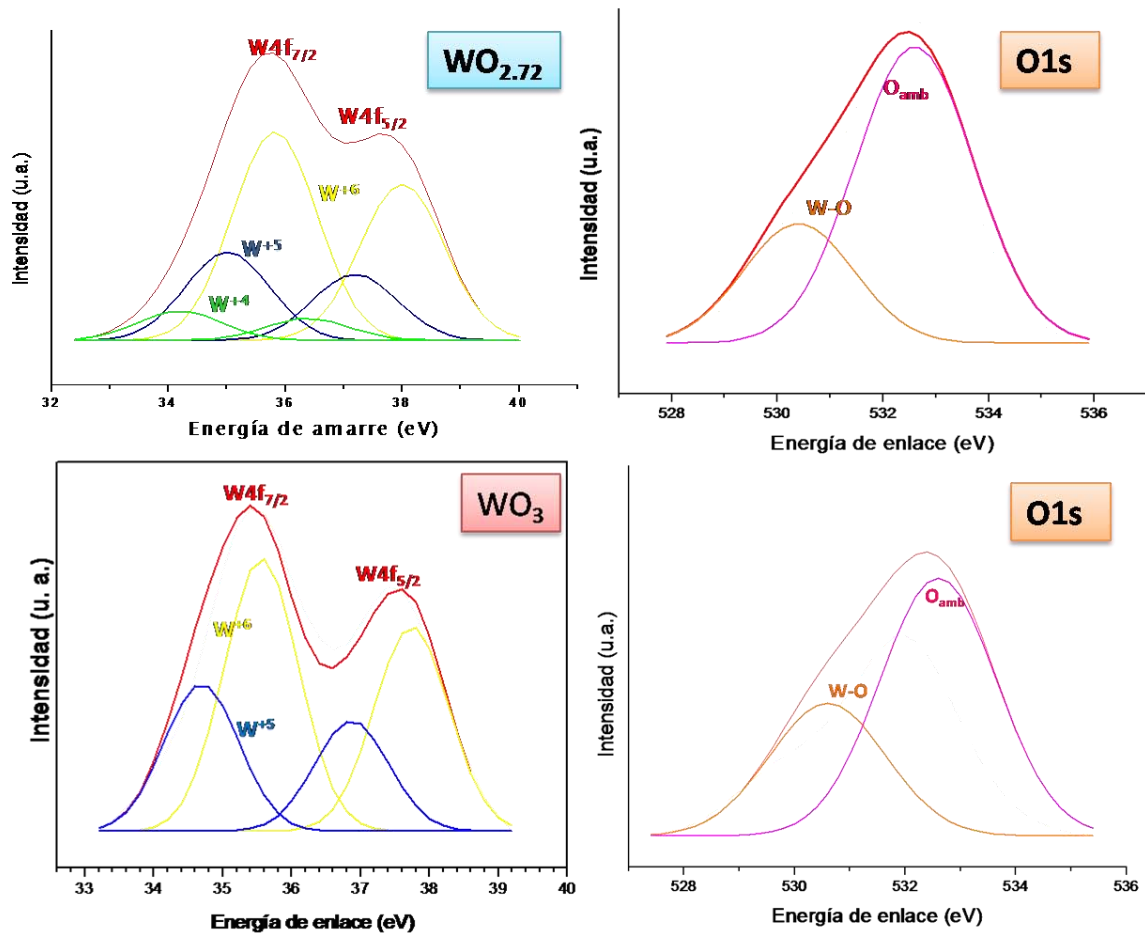 WO2.72
W4f7/2
W4f5/2
W+6
W+5
W+4
Intensidad (u.a.)
32 34 36 38 40
Energía de amarre (eV)
O1s
Oamb
W-O
Intensidad (u.a.)
528 530 532 534 536
Energía de enlace (eV)
WO3
W4f7/2
W4f5/2
W+6
W+5
Intensidad (u. a.)
33 34 35 36 37 38 39 40
Energía de enlace (eV)
O1s
Oamb
W-O
Intensidad (u.a.)
528 530 532 534 536
Energía de enlace (eV)